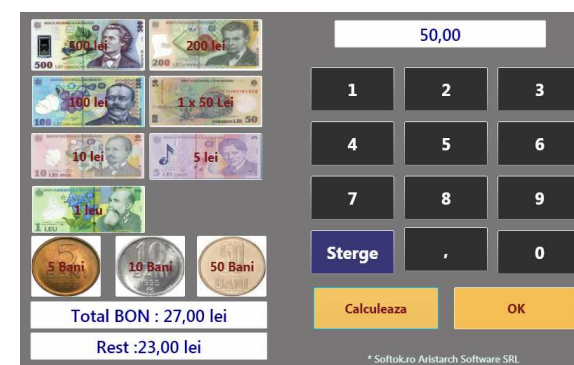 500 lei
200 lei
100 lei
1 x 50 Lei
10 lei
5 lei
1 leu
5 Bani
10 Bani
50 Bani
Total BON : 27,00 lei
Rest :23,00 lei
50,00
1 2 3
4 5 6
7 8 9
Sterge , 0
Calculeaza OK
* Softok.ro Aristarch Software SRL